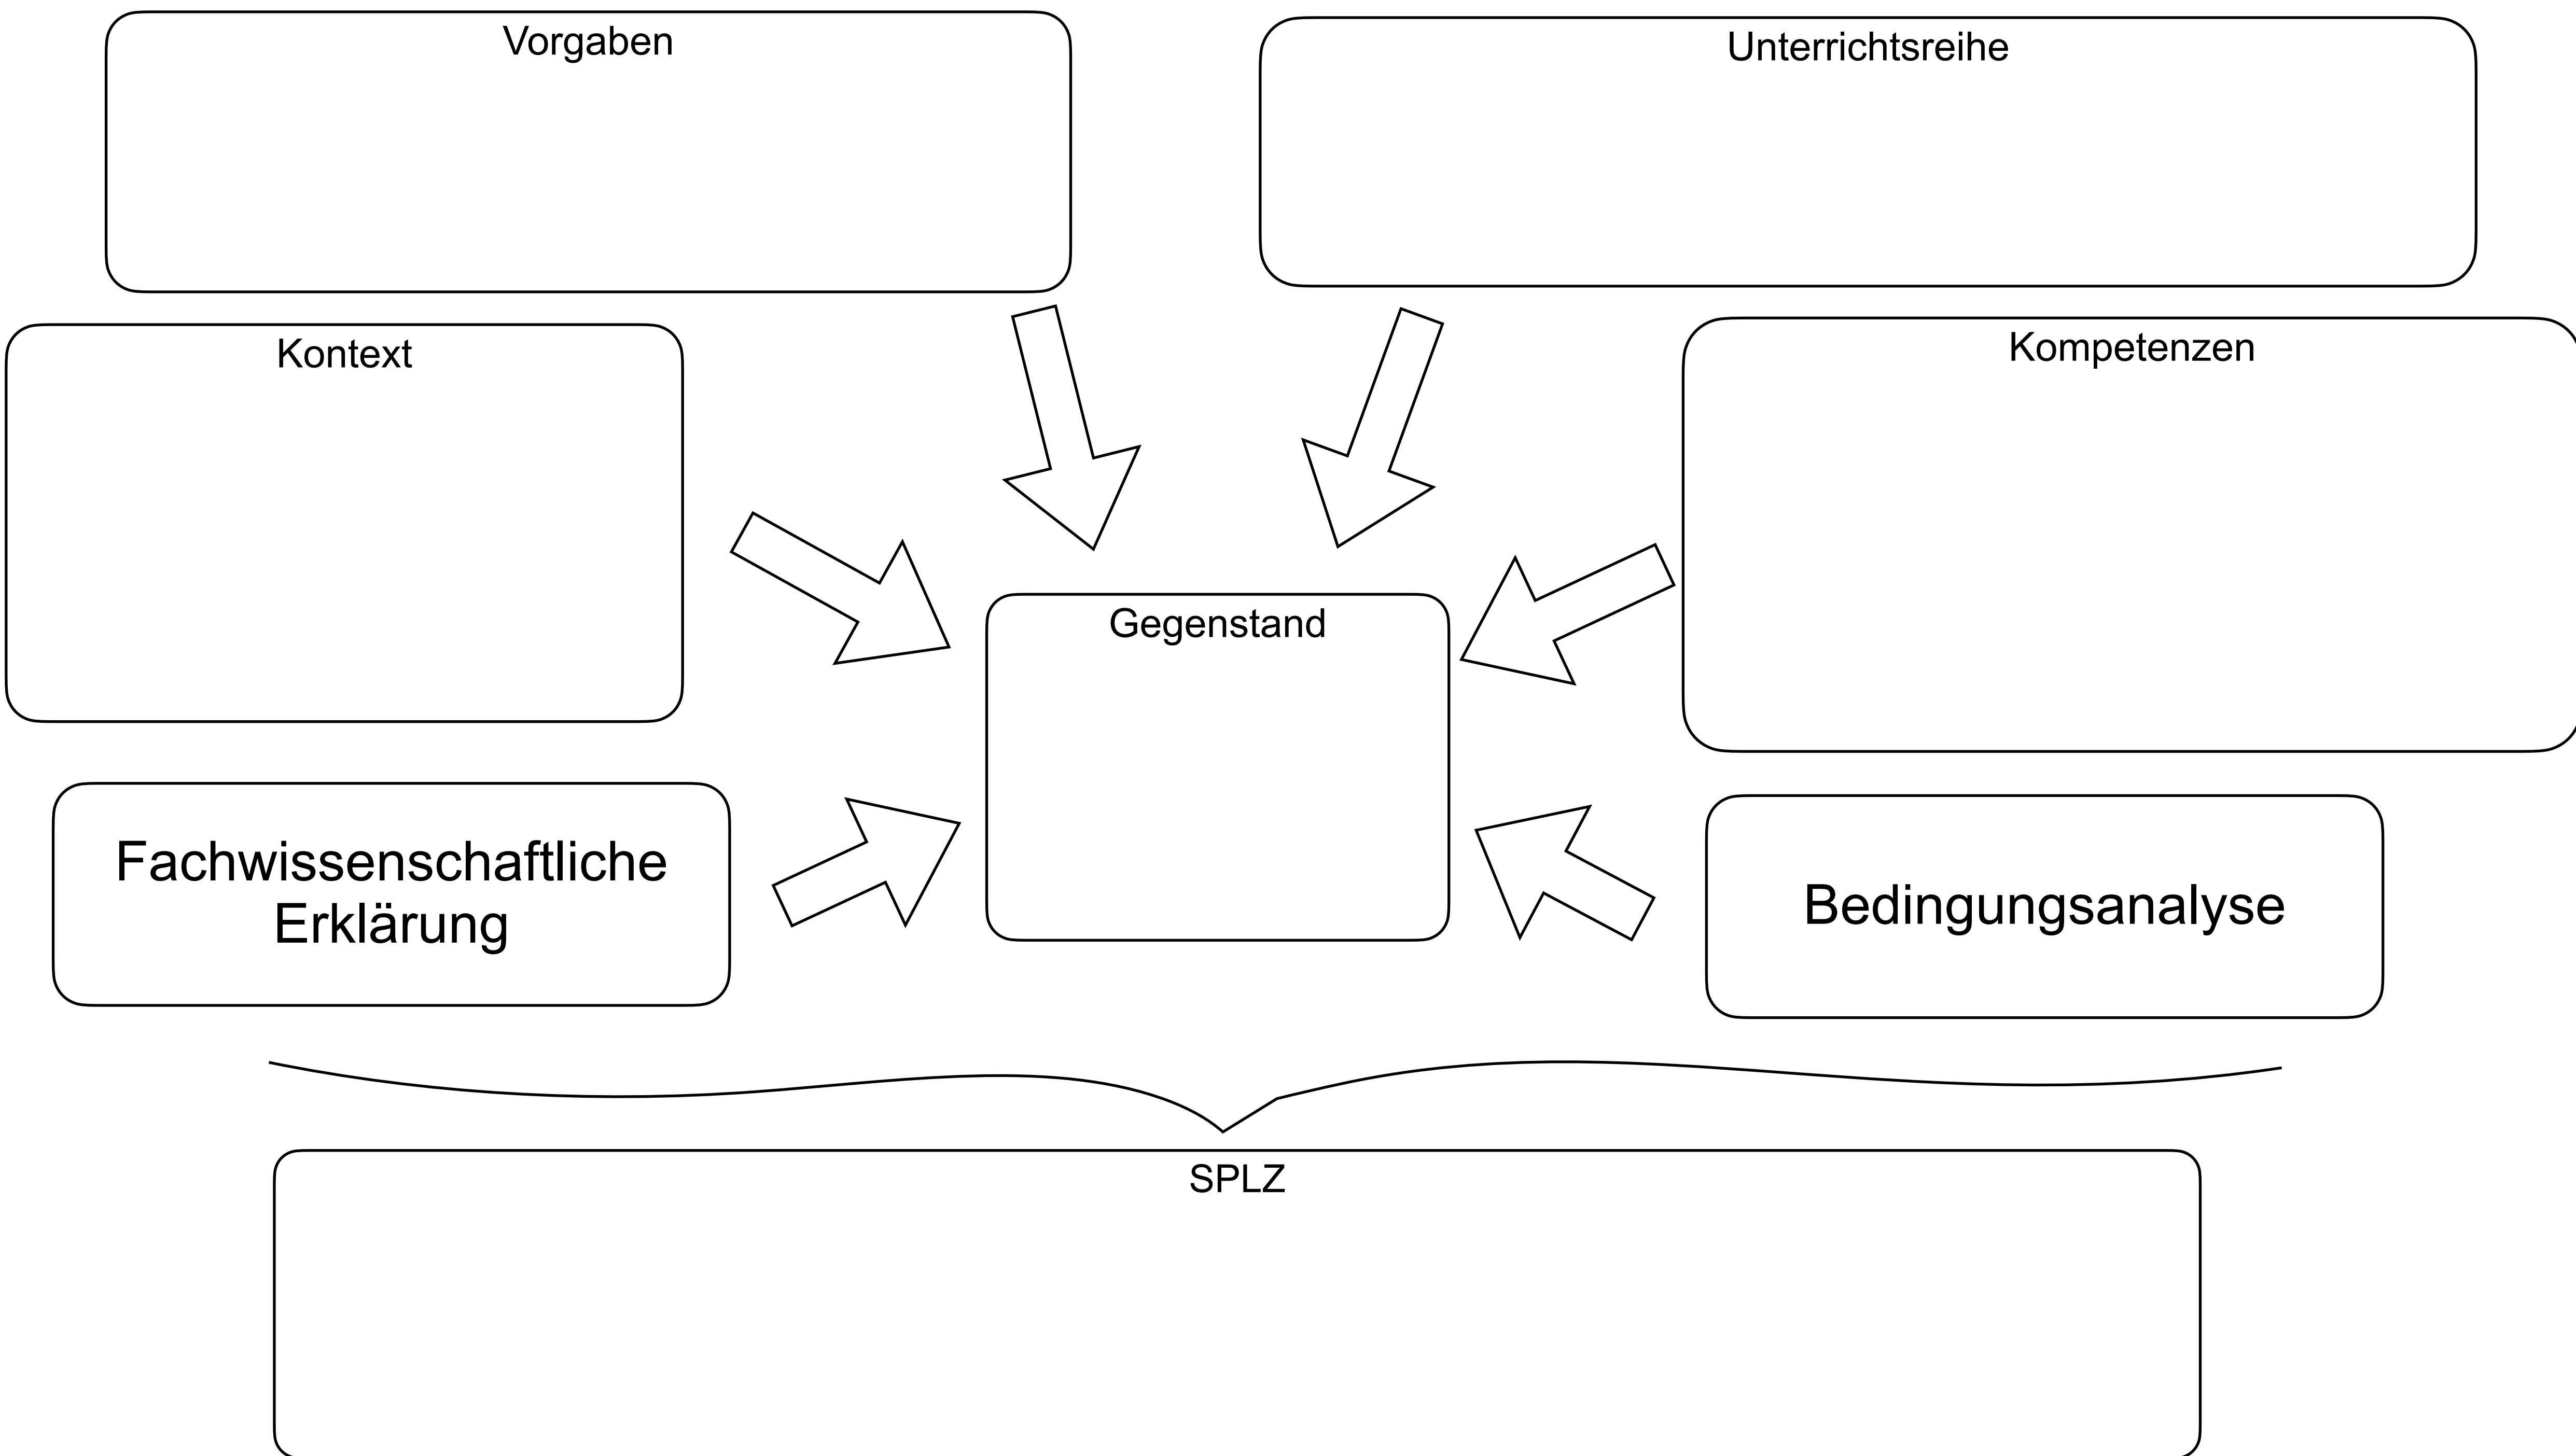 Vorgaben
Unterrichtsreihe
Kontext
Kompetenzen
Gegenstand
Fachwissenschaftliche
Erklärung
Bedingungsanalyse
SPLZ